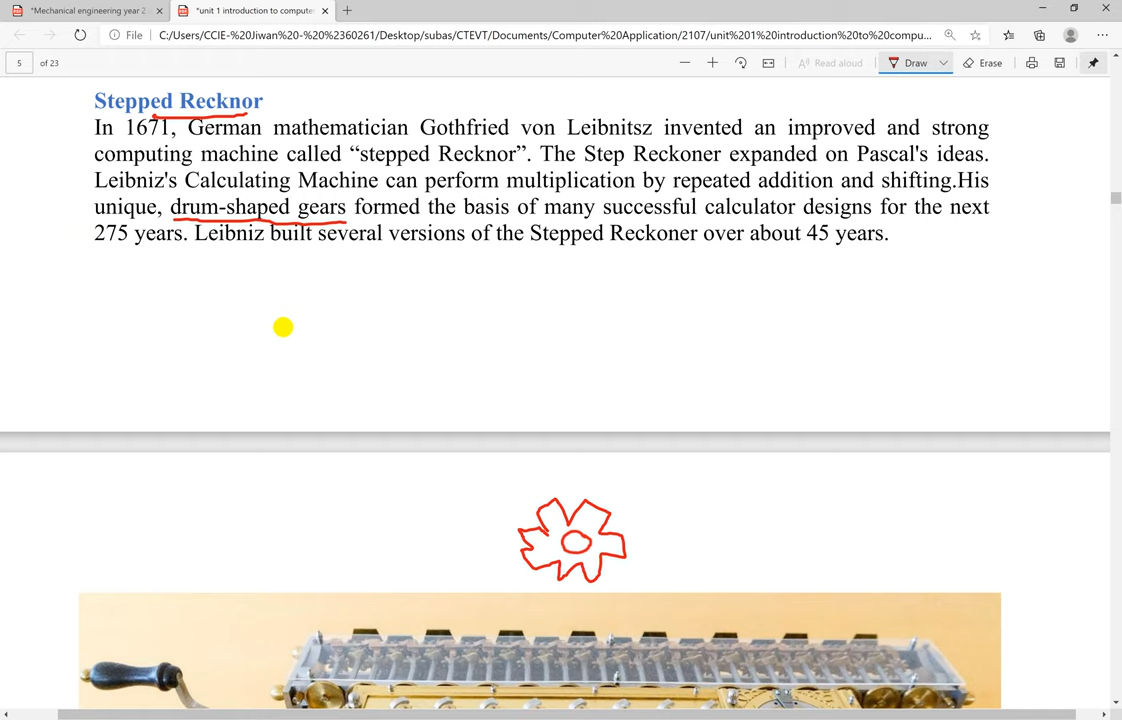 *Mechanical engineering year 2
*unit 1 introduction to compute
File
C:/Users/CCIE-%20Jiwan%20-%20%2360261/Desktop/subas/CTEVT/Documents/Computer%20Application/2107/unit%201%20introduction%20to%20compu...
5 of 23
Read aloud
Draw
Erase
Stepped Recknor
In 1671, German mathematician Gothfried von Leibnitsz invented an improved and strong
computing machine called “stepped Recknor”. The Step Reckoner expanded on Pascal's ideas.
Leibniz's Calculating Machine can perform multiplication by repeated addition and shifting.His
unique, drum-shaped gears formed the basis of many successful calculator designs for the next
275 years. Leibniz built several versions of the Stepped Reckoner over about 45 years.